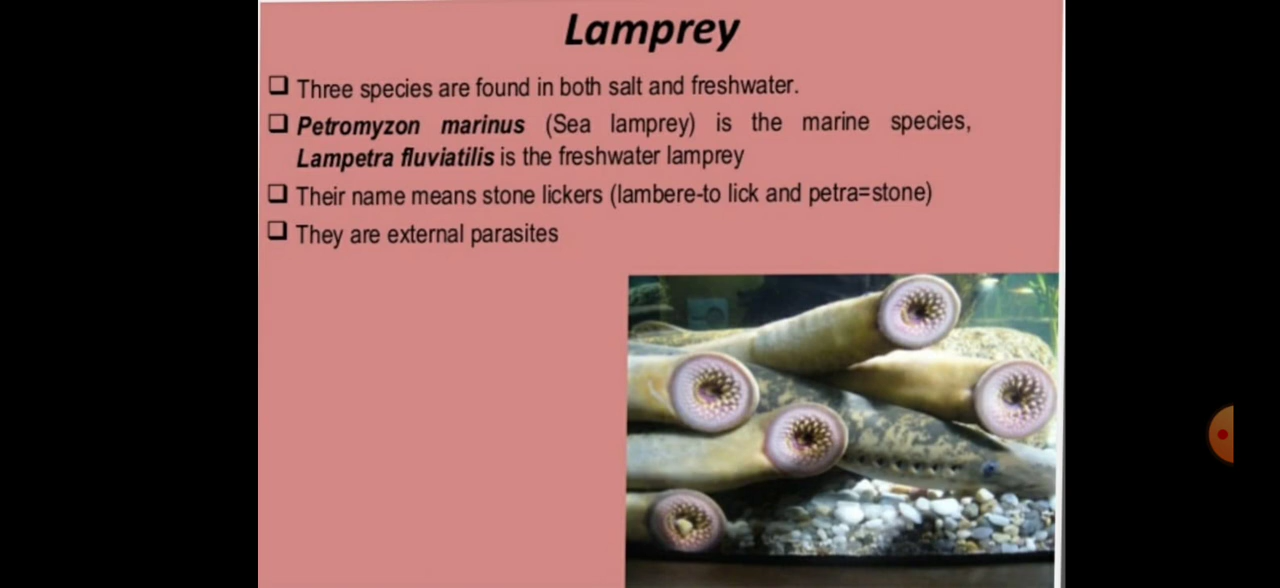 Lamprey
❑ Three species are found in both salt and freshwater.
❑ Petromyzon marinus (Sea lamprey) is the marine species,
Lampetra fluviatilis is the freshwater lamprey
❑ Their name means stone lickers (lambere-to lick and petra=stone)
❑ They are external parasites